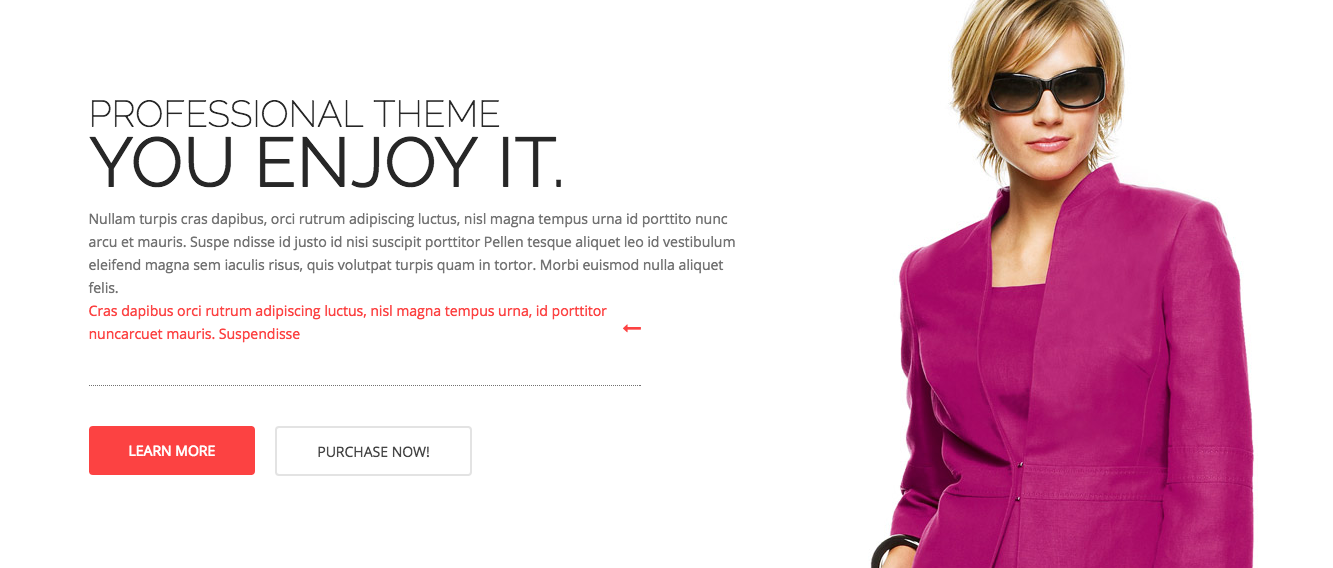 PROFESSIONAL THEME
YOU ENJOY IT.
Nullam turpis cras dapibus, orci rutrum adipiscing luctus, nisl magna tempus urna id porttito nunc
arcu et mauris. Suspe ndisse id justo id nisi suscipit porttitor Pellen tesque aliquet leo id vestibulum
eleifend magna sem iaculis risus, quis volutpat turpis quam in tortor. Morbi euismod nulla aliquet
felis.
Cras dapibus orci rutrum adipiscing luctus, nisl magna tempus urna, id porttitor
nuncarcuet mauris. Suspendisse
LEARN MORE
PURCHASE NOW!